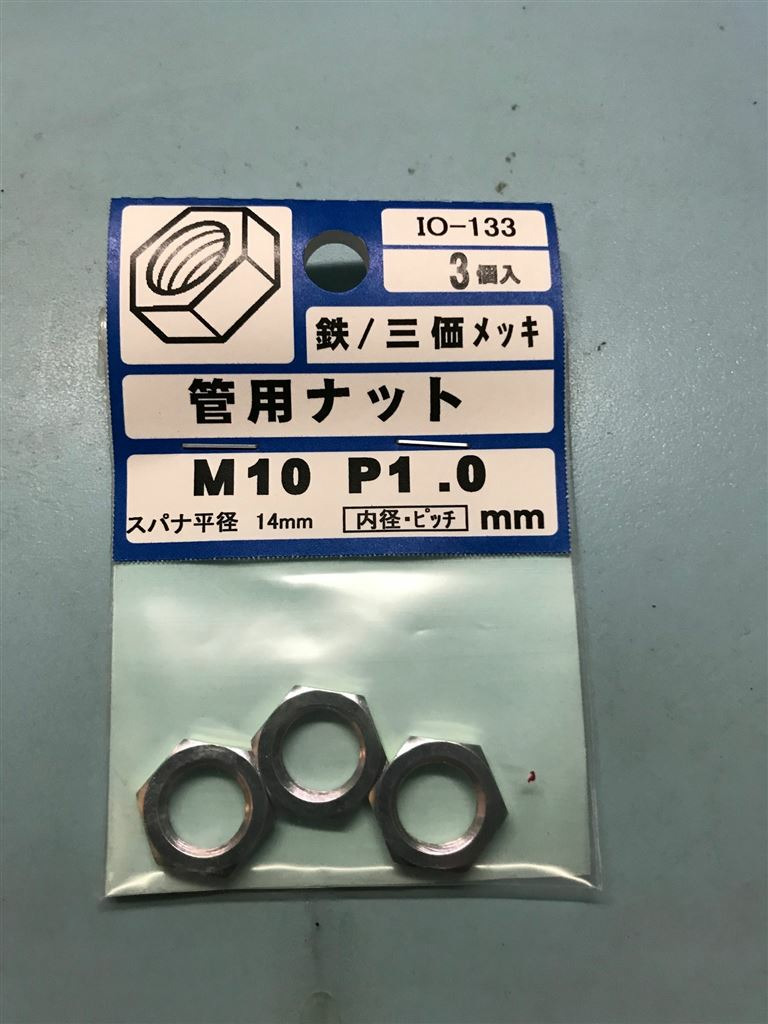 IO-133
3個入
鉄/三価メッキ
管用ナット
M10 P1.0
スパナ平径 14mm 内径・ピッチ mm